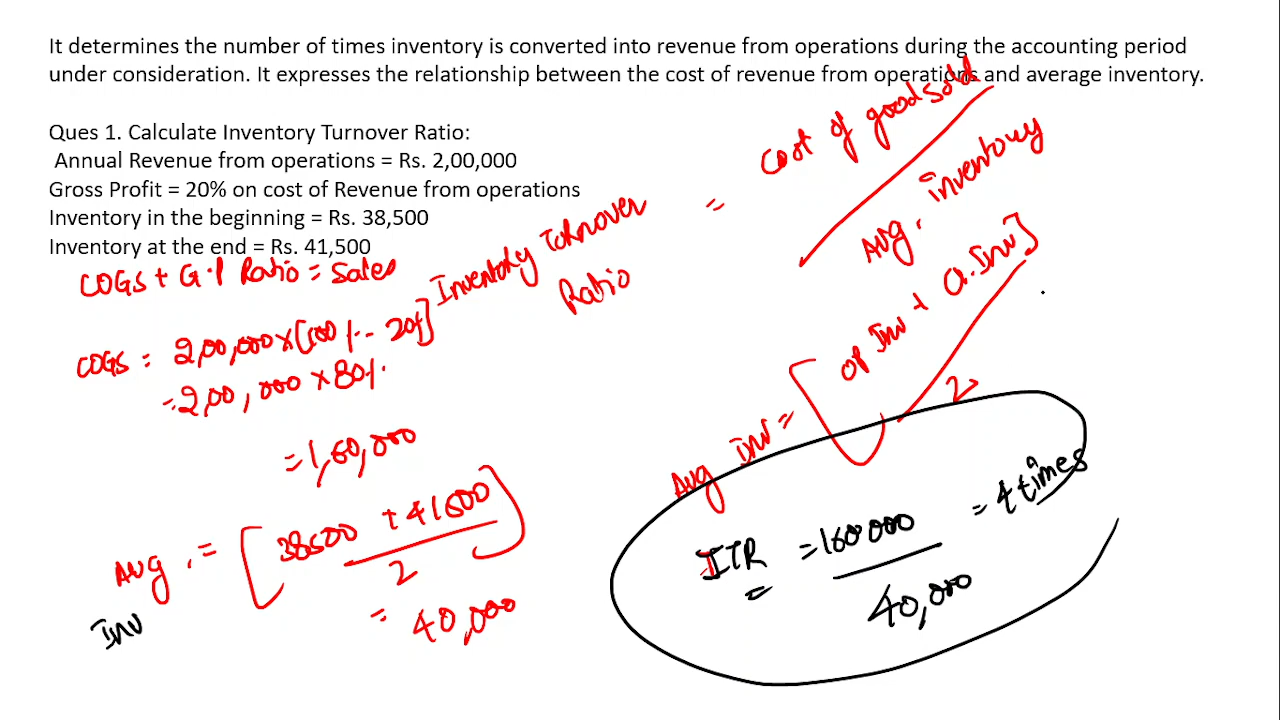 It determines the number of times inventory is converted into revenue from operations during the accounting period
under consideration. It expresses the relationship between the cost of revenue from operations and average inventory.
Ques 1. Calculate Inventory Turnover Ratio:
Annual Revenue from operations = Rs. 2,00,000
Gross Profit = 20% on cost of Revenue from operations
Inventory in the beginning = Rs. 38,500
Inventory at the end = Rs. 41,500
Inventory Turnover
Ratio
=
Cost of good sold
Avg. inventory
COGS + G.P Ratio = Sales
COGS = 2,00,000 x [100%-20%]
= 2,00,000 x 80%
= 1,60,000
Avg inv = [OP Inv + Cl. Inv]
2
Avg. = [38500 + 41500]
Inv
2
= 40,000
ITR = 160000 = 4 times
40,000